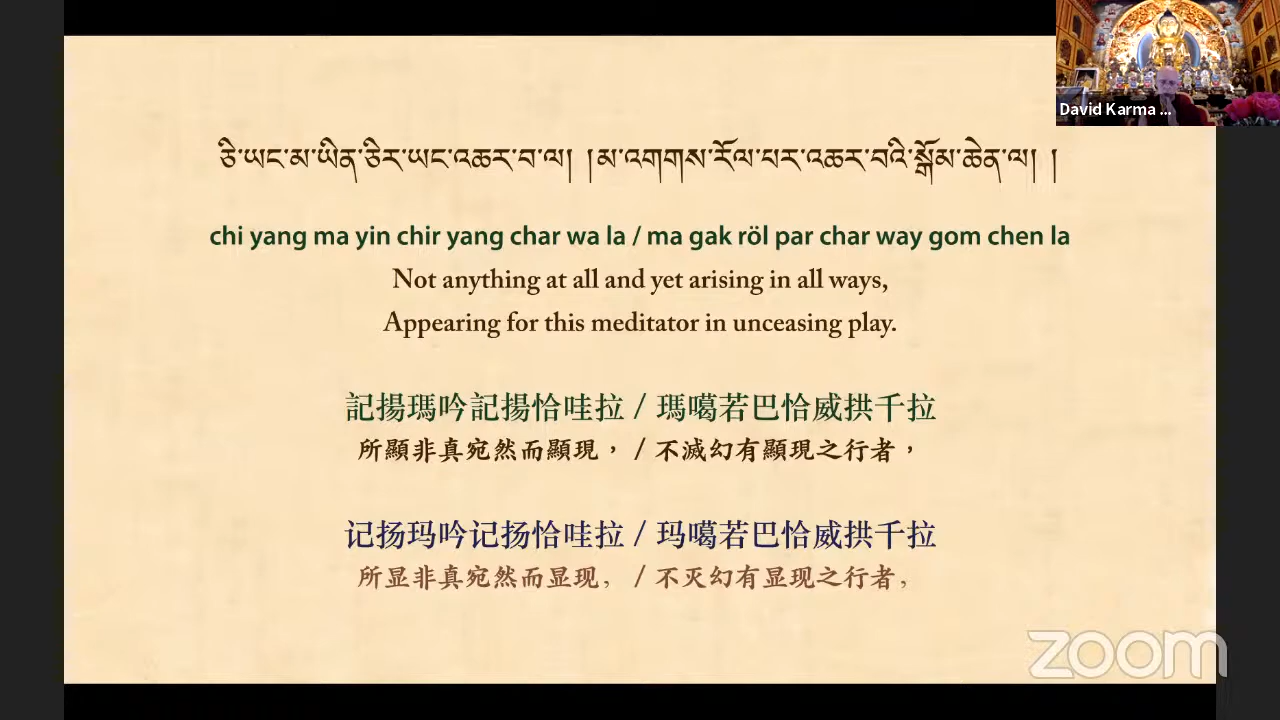 David Karma ...
ཅི་ཡང་མ་ཡིན་ཅིར་ཡང་འཆར་བ་ལ། །མ་འགགས་རོལ་པར་འཆར་བའི་སྒོམ་ཆེན་ལ། །
chi yang ma yin chir yang char wa la / ma gak röl par char way gom chen la
Not anything at all and yet arising in all ways,
Appearing for this meditator in unceasing play.
記揚瑪吟記揚恰哇拉 / 瑪噶若巴恰威拱千拉
所顯非真宛然而顯現， / 不滅幻有顯現之行者，
记扬玛吟记扬恰哇拉 / 玛噶若巴恰威拱千拉
所显非真宛然而显现， / 不灭幻有显现之行者，
zoom